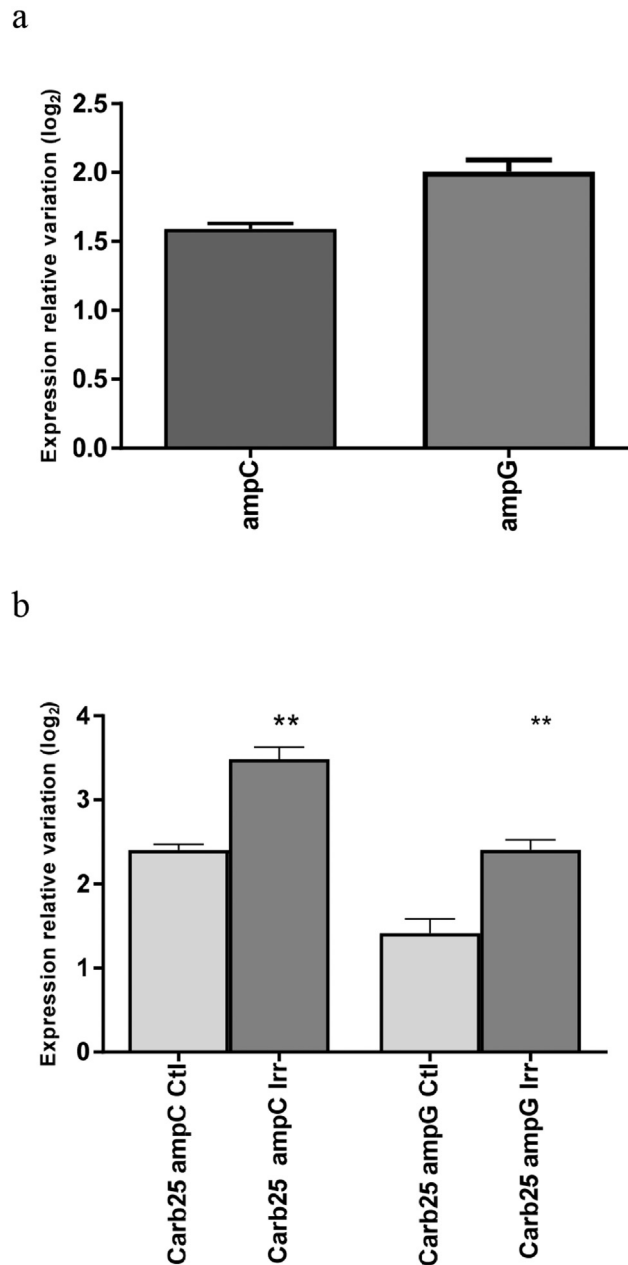 a
Expression relative variation (log₂)
2.5
2.0
1.5
1.0
0.5
0.0
ampC
ampG
b
Expression relative variation (log₂)
4
3
2
1
0
**
**
Carb25 ampC Ctl
Carb25 ampC Irr
Carb25 ampG Ctl
Carb25 ampG Irr